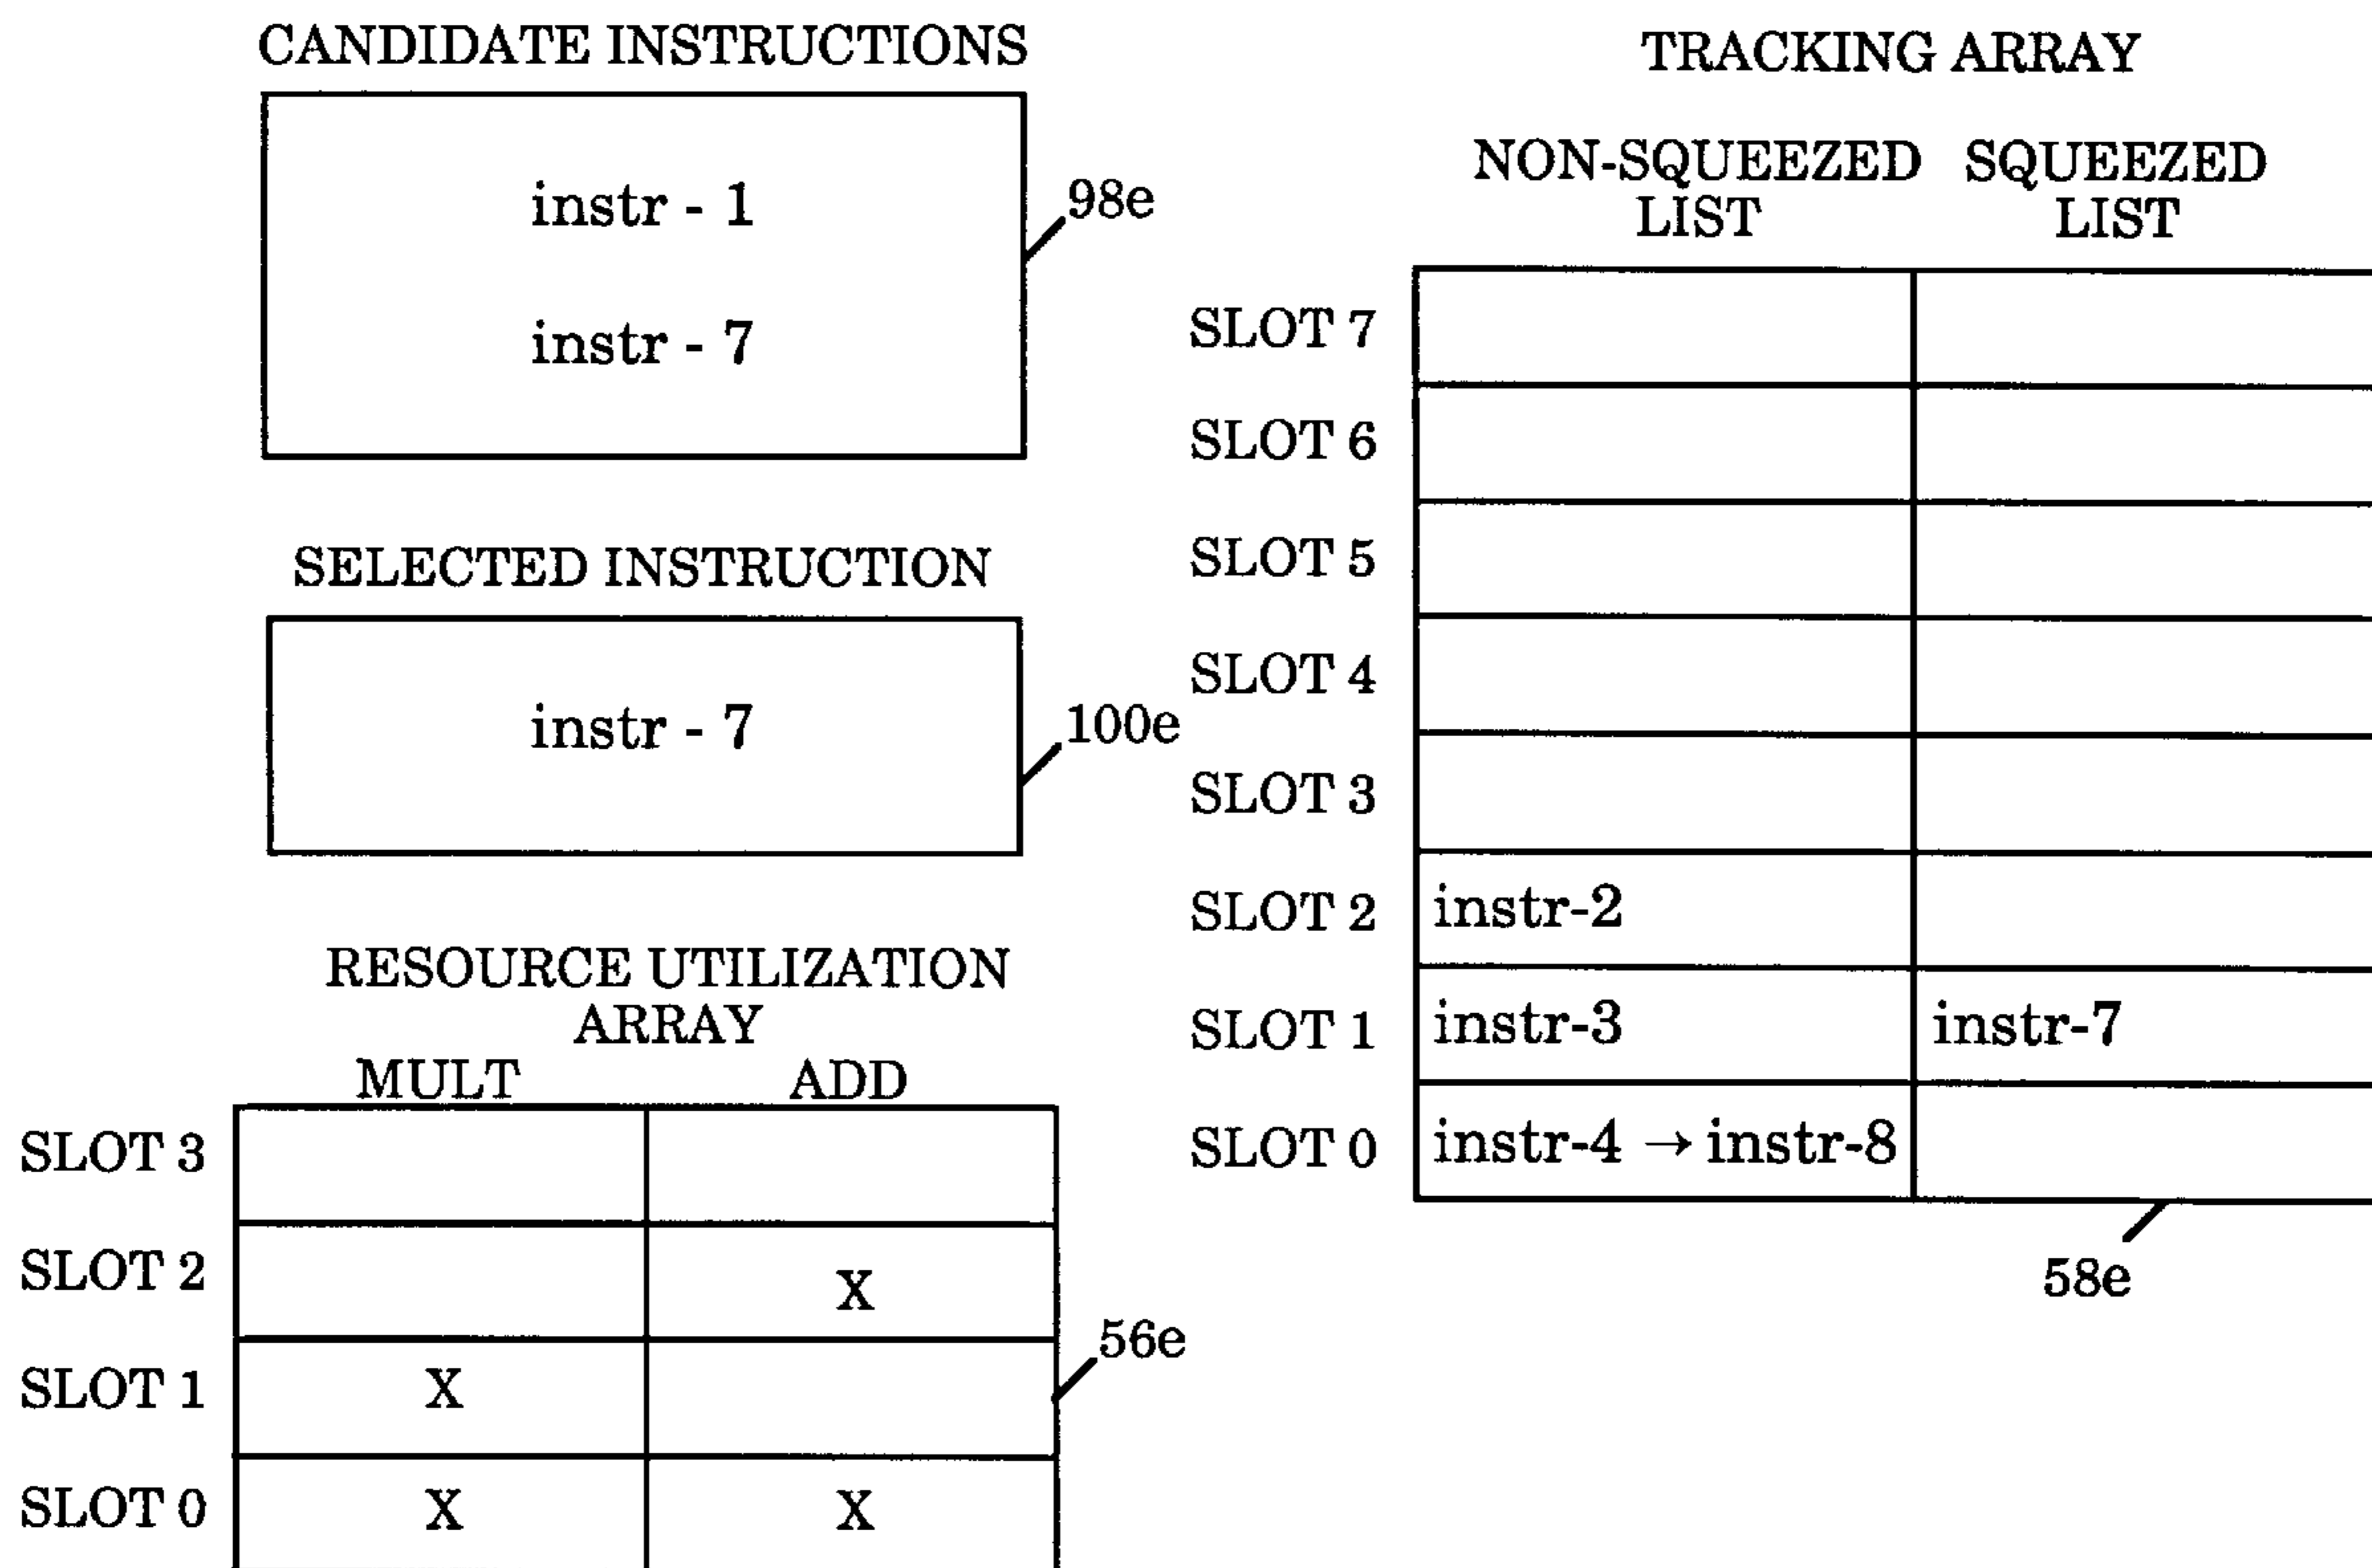 CANDIDATE INSTRUCTIONS
instr - 1
98e
instr - 7
SELECTED INSTRUCTION
instr - 7
100e
RESOURCE UTILIZATION
ARRAY
MULT ADD
SLOT 3
SLOT 2 X
56e
SLOT 1 X
SLOT 0 X X
TRACKING ARRAY
NON-SQUEEZED SQUEEZED
LIST LIST
SLOT 7
SLOT 6
SLOT 5
SLOT 4
SLOT 3
SLOT 2 instr-2
SLOT 1 instr-3 instr-7
SLOT 0 instr-4 → instr-8
58e